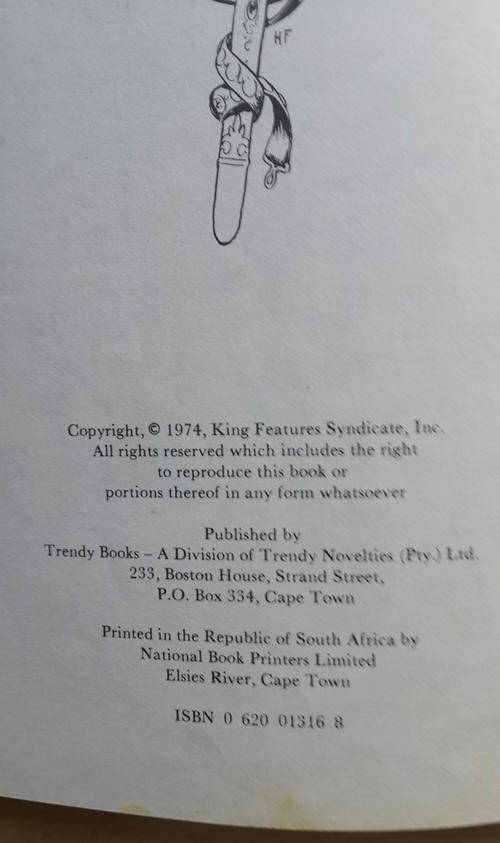 HF
Copyright, © 1974, King Features Syndicate, Inc.
All rights reserved which includes the right
to reproduce this book or
portions thereof in any form whatsoever
Published by
Trendy Books – A Division of Trendy Novelties (Pty.) Ltd.
233, Boston House, Strand Street,
P.O. Box 334, Cape Town
Printed in the Republic of South Africa by
National Book Printers Limited
Elsies River, Cape Town
ISBN 0 620 01316 8